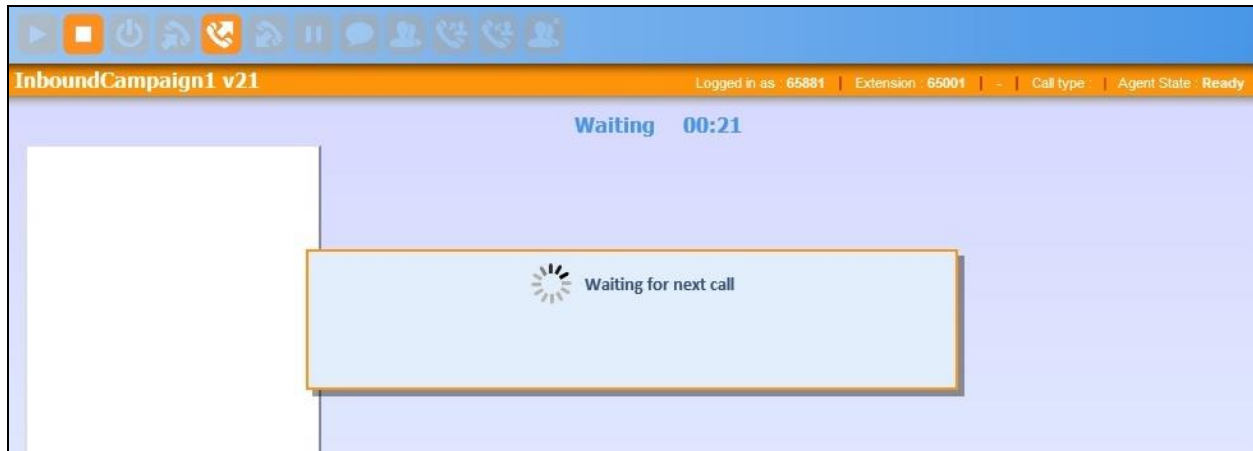 InboundCampaign1 v21
Logged in as : 65881 | Extension : 65001 | - | Call type : | Agent State : Ready
Waiting 00:21
Waiting for next call